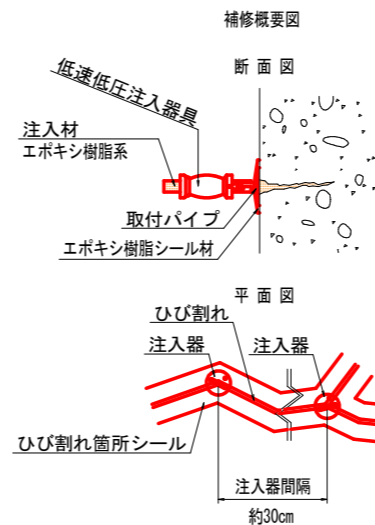 補修概要図
断面図
低速低圧注入器具
注入材
エポキシ樹脂系
取付パイプ
エポキシ樹脂シール材
平面図
ひび割れ
注入器
注入器
ひび割れ箇所シール
注入器間隔
約30cm